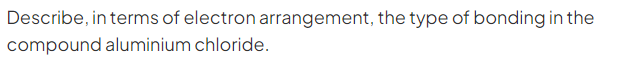 Describe, in terms of electron arrangement, the type of bonding in the
compound aluminium chloride.